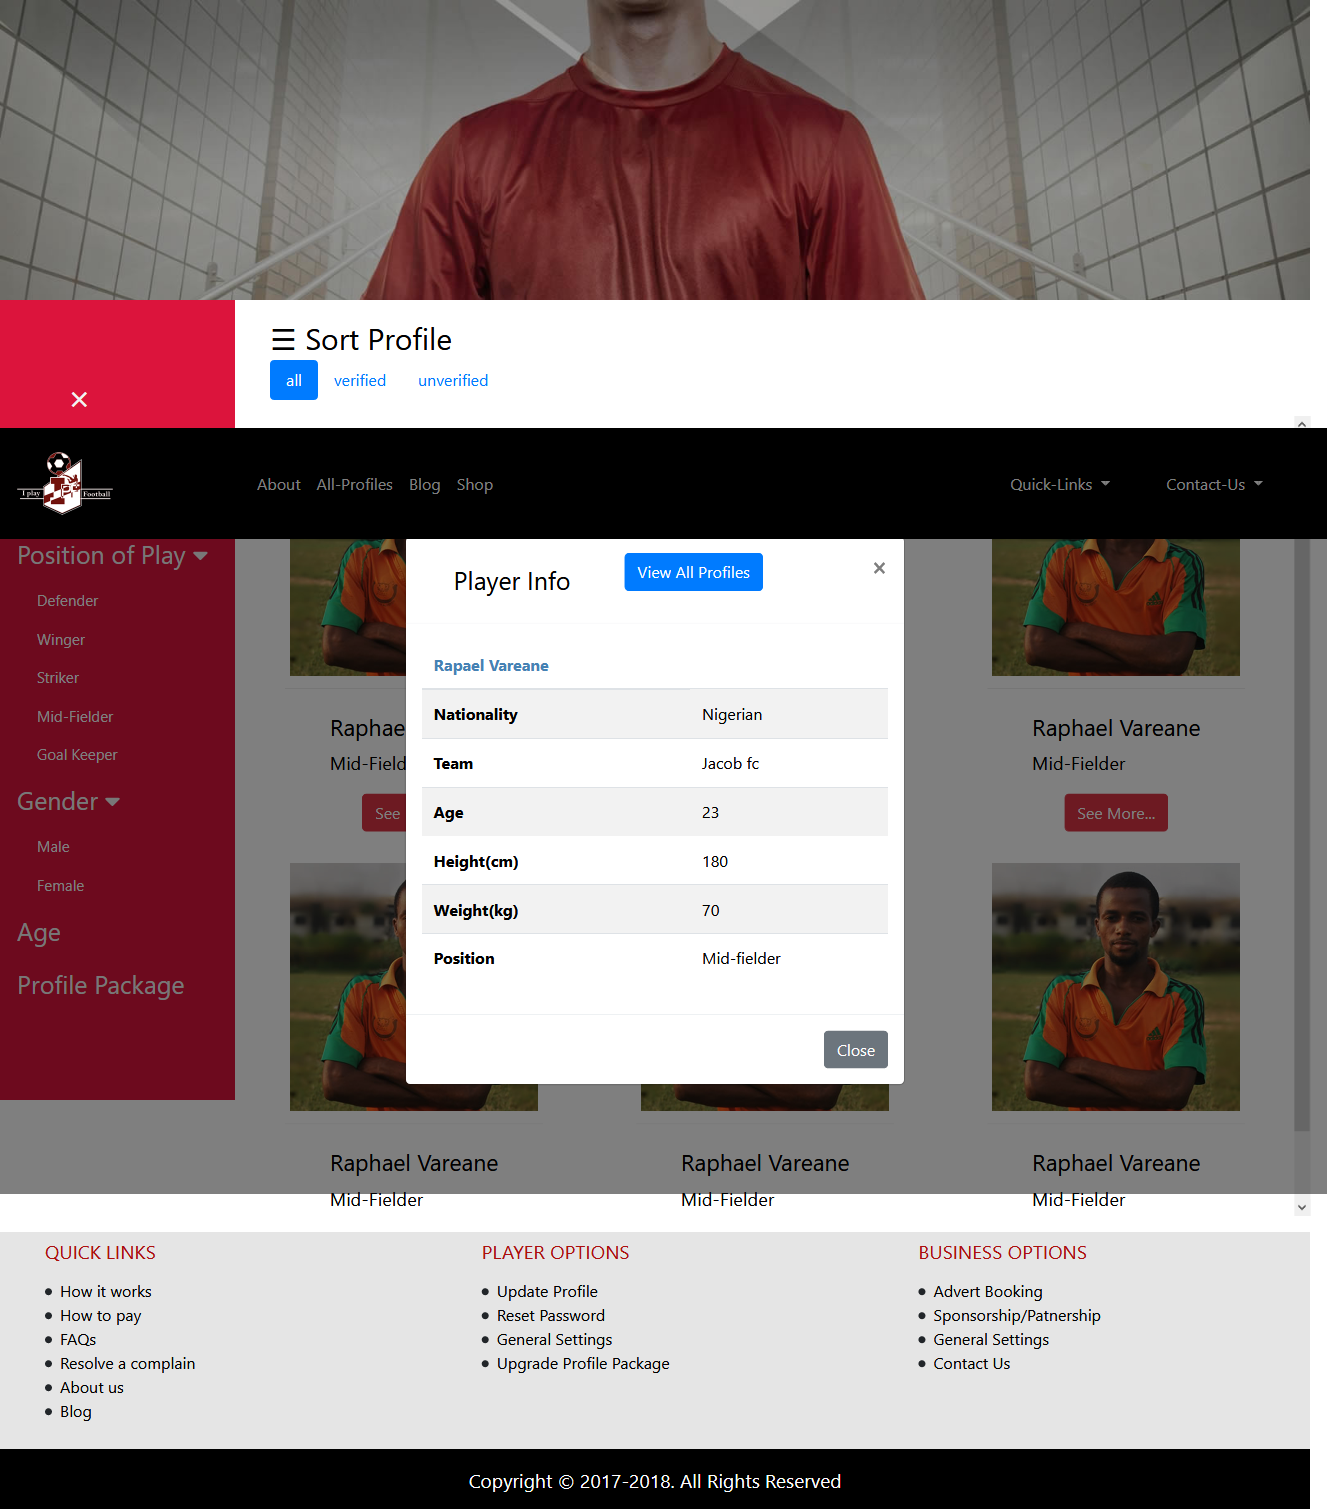 ☰ Sort Profile
all verified unverified
×
I play Football
About All-Profiles Blog Shop Quick-Links Contact-Us
Position of Play
Defender
Winger
Striker
Mid-Fielder
Goal Keeper
Gender
Male
Female
Age
Profile Package
Player Info View All Profiles ×
Rapael Vareane
Nationality Nigerian
Team Jacob fc
Age 23
Height(cm) 180
Weight(kg) 70
Position Mid-fielder
Close
Raphae
Mid-Field
See
Raphael Vareane
Mid-Fielder
See More...
Raphael Vareane Raphael Vareane Raphael Vareane
Mid-Fielder Mid-Fielder Mid-Fielder
QUICK LINKS
How it works
How to pay
FAQs
Resolve a complain
About us
Blog
PLAYER OPTIONS
Update Profile
Reset Password
General Settings
Upgrade Profile Package
BUSINESS OPTIONS
Advert Booking
Sponsorship/Patnership
General Settings
Contact Us
Copyright © 2017-2018. All Rights Reserved